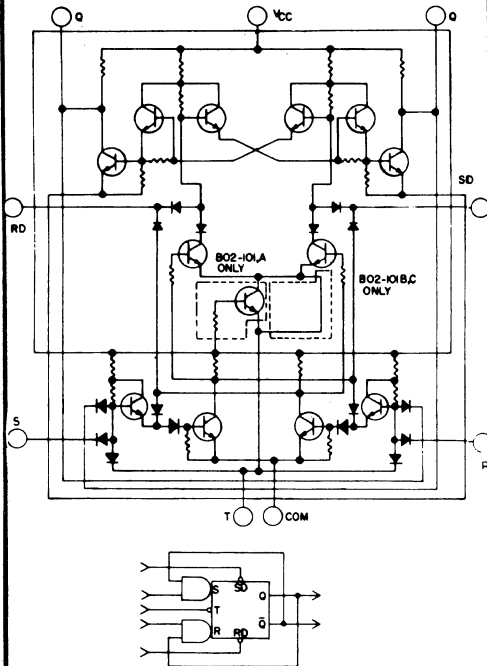 Q
VCC
Q
RD
SD
802-101,A
ONLY
802-101B,C
ONLY
S
T
COM
SD
S
Q
T
R
RD
Q̄